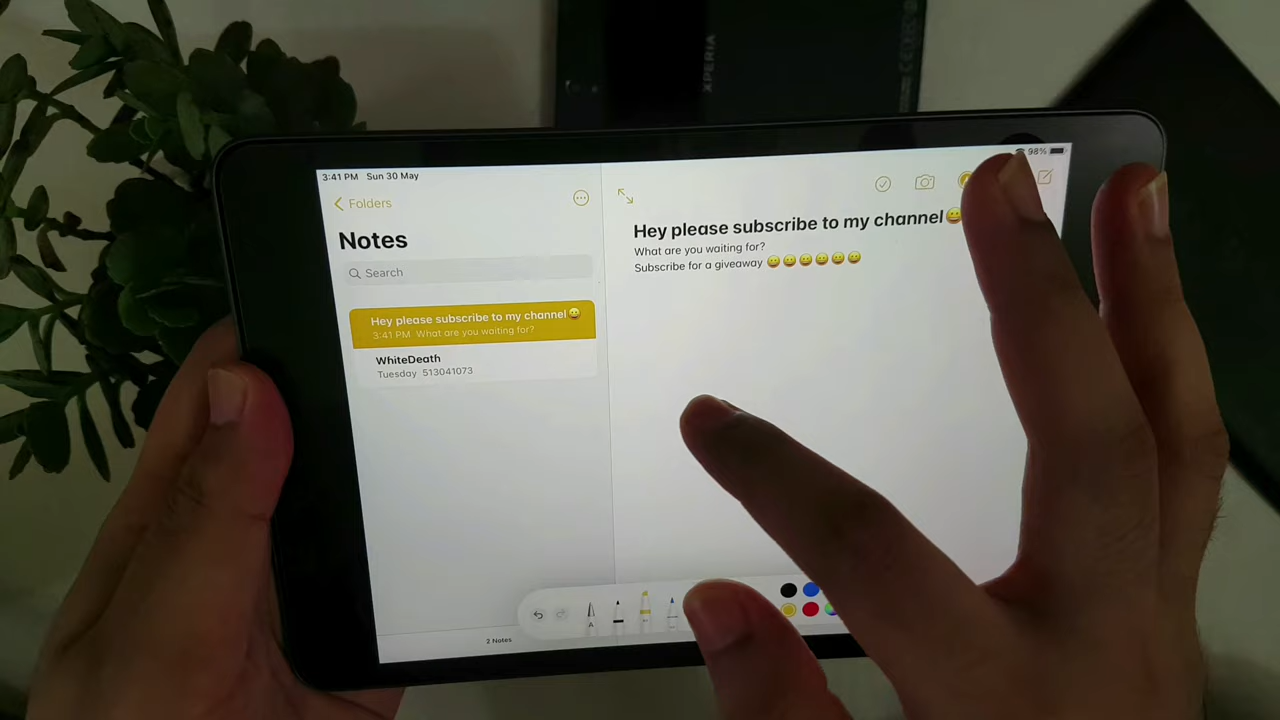 XPERIA
3:41 PM Sun 30 May
98%
Folders
Notes
Search
Hey please subscribe to my channel😀
3:41 PM What are you waiting for?
WhiteDeath
Tuesday 513041073
2 Notes
Hey please subscribe to my channel😀
What are you waiting for?
Subscribe for a giveaway 😀😀😀😀😀😀
A